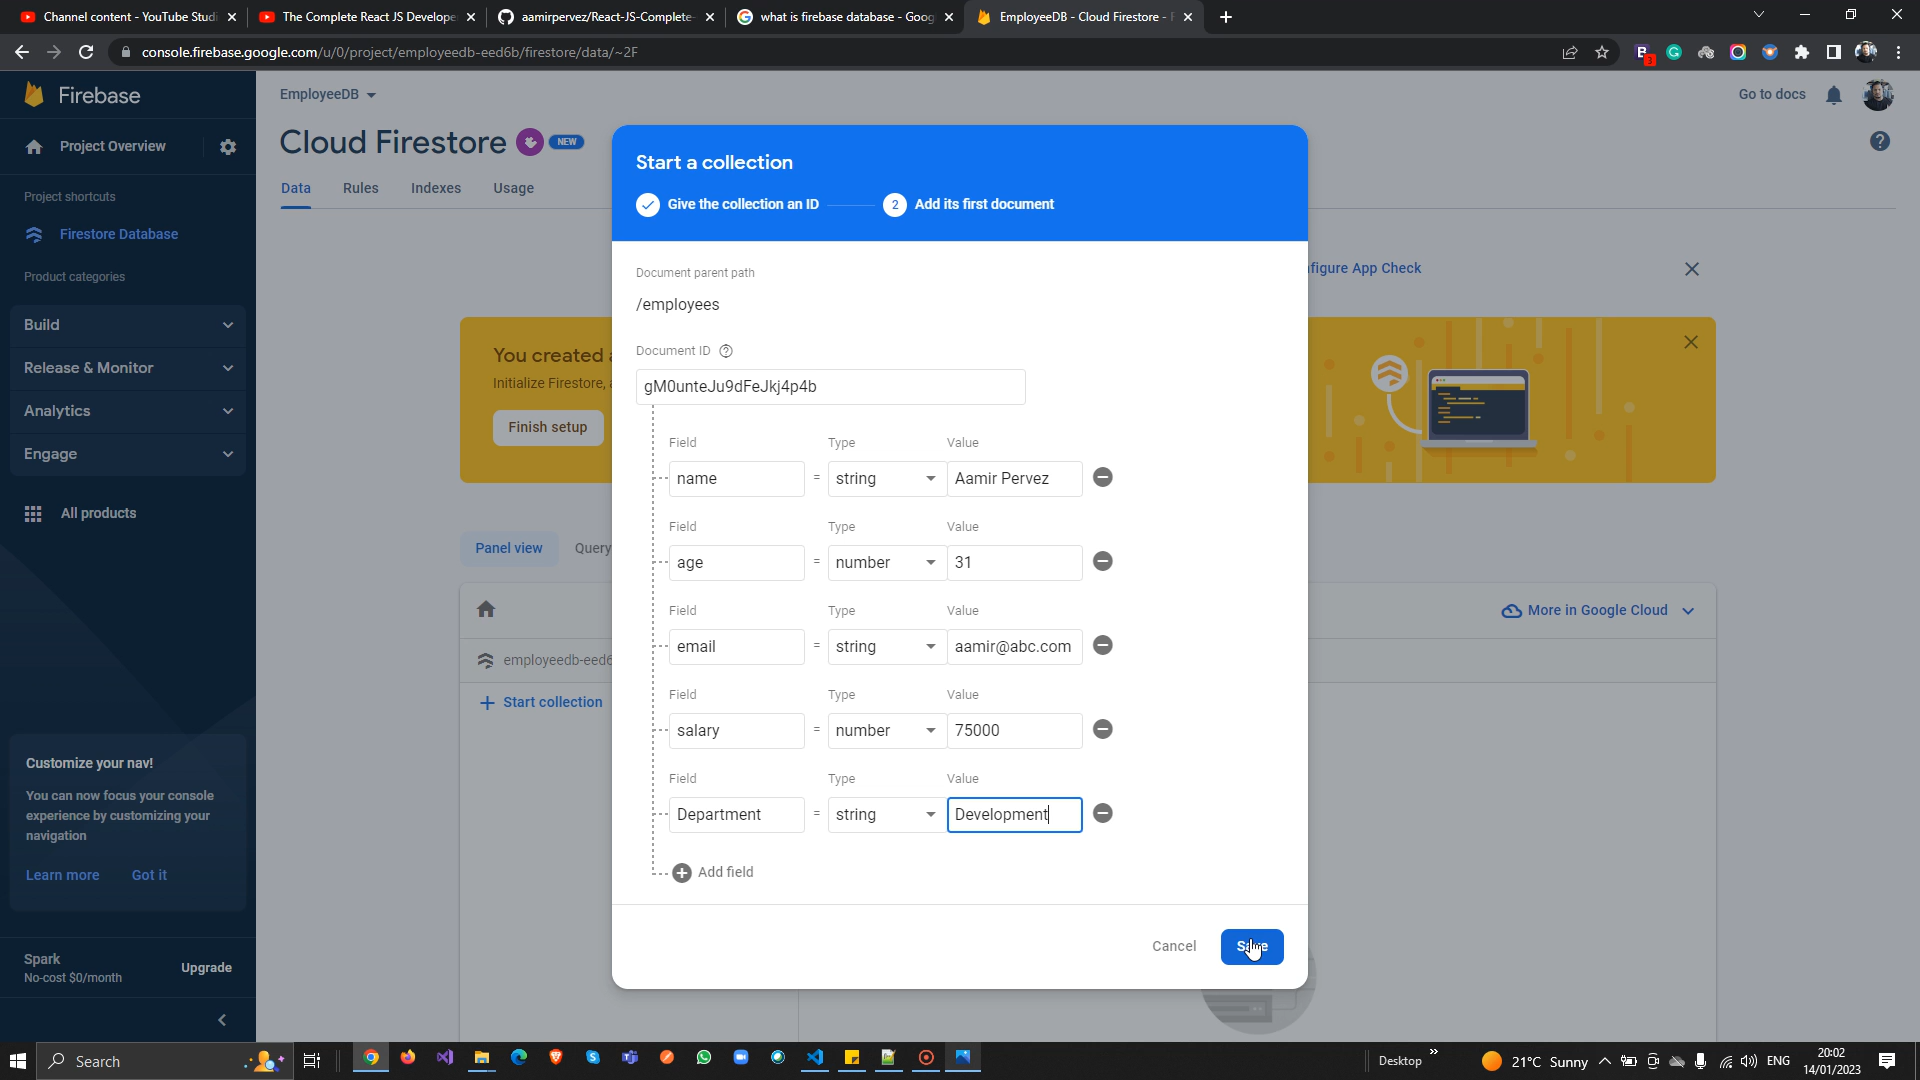 Channel content - YouTube Studi
The Complete React JS Develope
aamirpervez/React-JS-Complete-
what is firebase database - Goog
EmployeeDB - Cloud Firestore - F
console.firebase.google.com/u/0/project/employeedb-eed6b/firestore/data/~2F
B
3
Firebase
EmployeeDB
Go to docs
Project Overview
Cloud Firestore
NEW
Data
Rules
Indexes
Usage
Project shortcuts
Firestore Database
Product categories
Build
Release & Monitor
Analytics
Engage
All products
Customize your nav!
You can now focus your console
experience by customizing your
navigation
Learn more
Got it
Spark
No-cost $0/month
Upgrade
figure App Check
You created
Initialize Firestore,
Finish setup
Panel view
Query
More in Google Cloud
employeedb-eed6
Start collection
Start a collection
Give the collection an ID
2
Add its first document
Document parent path
/employees
Document ID
gM0unteJu9dFeJkj4p4b
Field Type Value
name = string Aamir Pervez
Field Type Value
age = number 31
Field Type Value
email = string aamir@abc.com
Field Type Value
salary = number 75000
Field Type Value
Department = string Development
Add field
Cancel
Save
Search
Desktop
21°C Sunny
ENG
20:02
14/01/2023